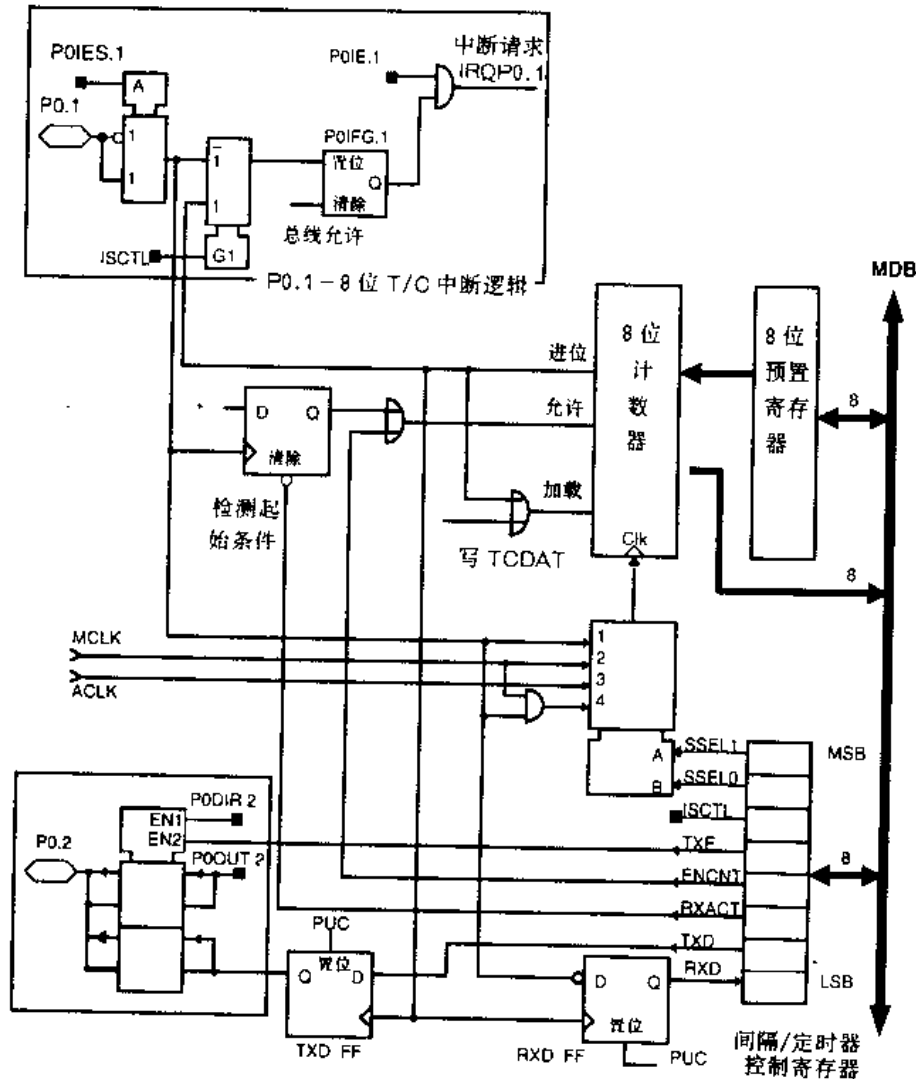 P0IES.1
A
P0.1
1
1
1
1
G1
ISCTL
P0IE.1
中断请求
IRQP0.1
P0IFG.1
置位
Q
清除
总线允许
P0.1-8位 T/C 中断逻辑
MDB
8位计数器
进位
允许
加载
Clk
8位预置寄存器
8
8
D
Q
清除
检测起
始条件
写 TCDAT
MCLK
ACLK
1
2
3
4
A
B
SSEL1
SSEL0
ISCTL
TXE
ENCNT
RXACT
TXD
RXD
MSB
LSB
8
P0DIR.2
EN1
EN2
P0.2
P0OUT.2
PUC
置位
Q
D
TXD FF
D
Q
置位
RXD FF
PUC
间隔/定时器
控制寄存器